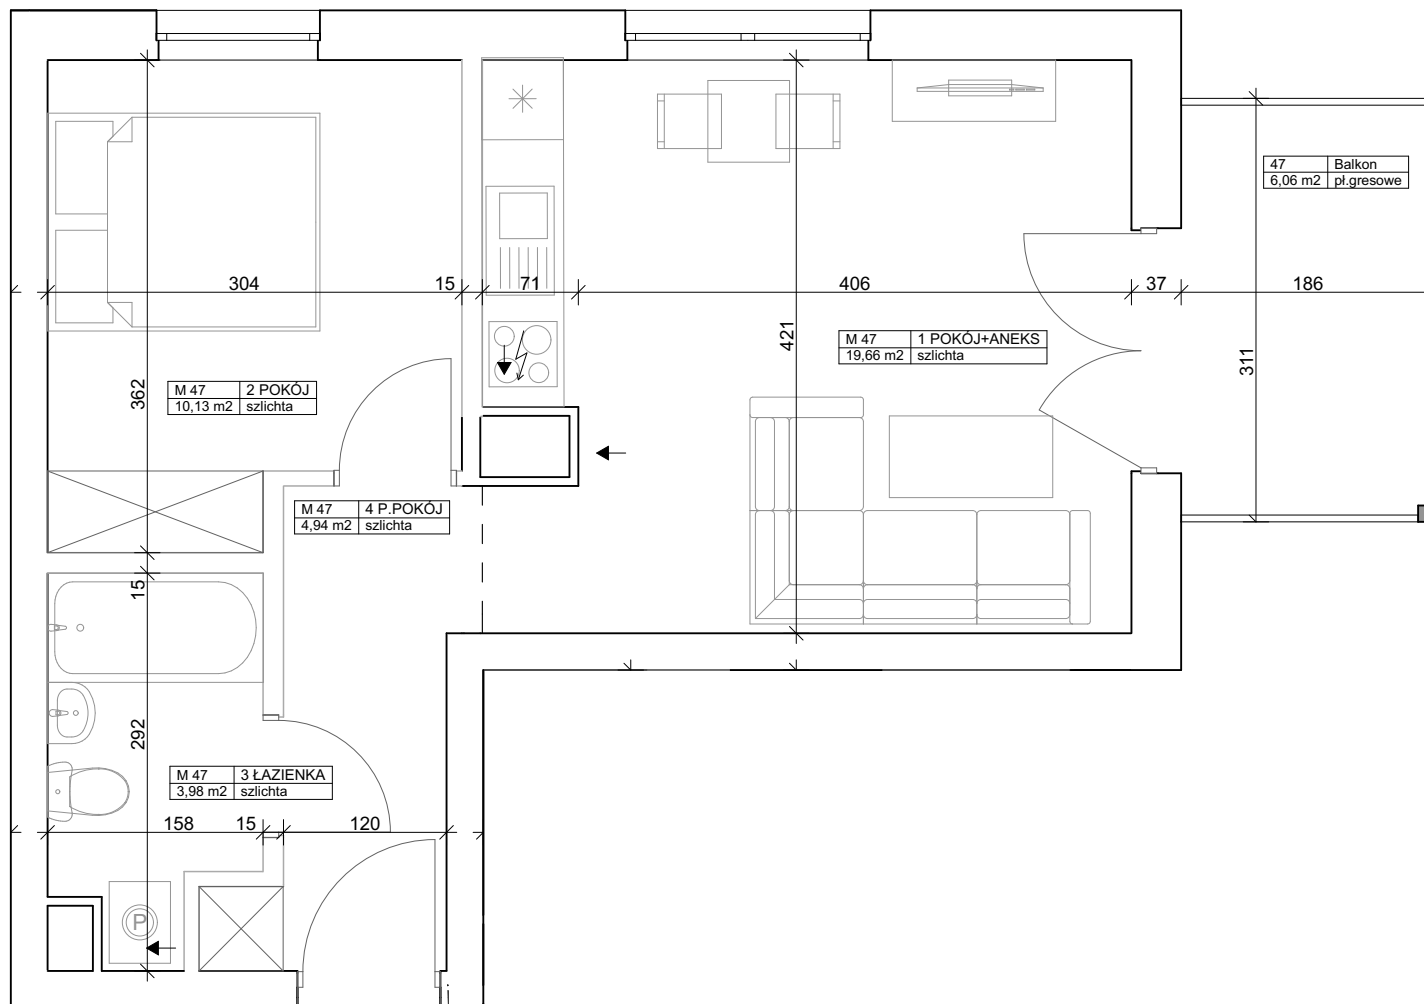 47 Balkon
6,06 m2 pł.gresowe
304 15 71 406 37 186
421
311
M 47 1 POKÓJ+ANEKS
19,66 m2 szlichta
362
M 47 2 POKÓJ
10,13 m2 szlichta
M 47 4 P.POKÓJ
4,94 m2 szlichta
15
292
M 47 3 ŁAZIENKA
3,98 m2 szlichta
158 15 120
P